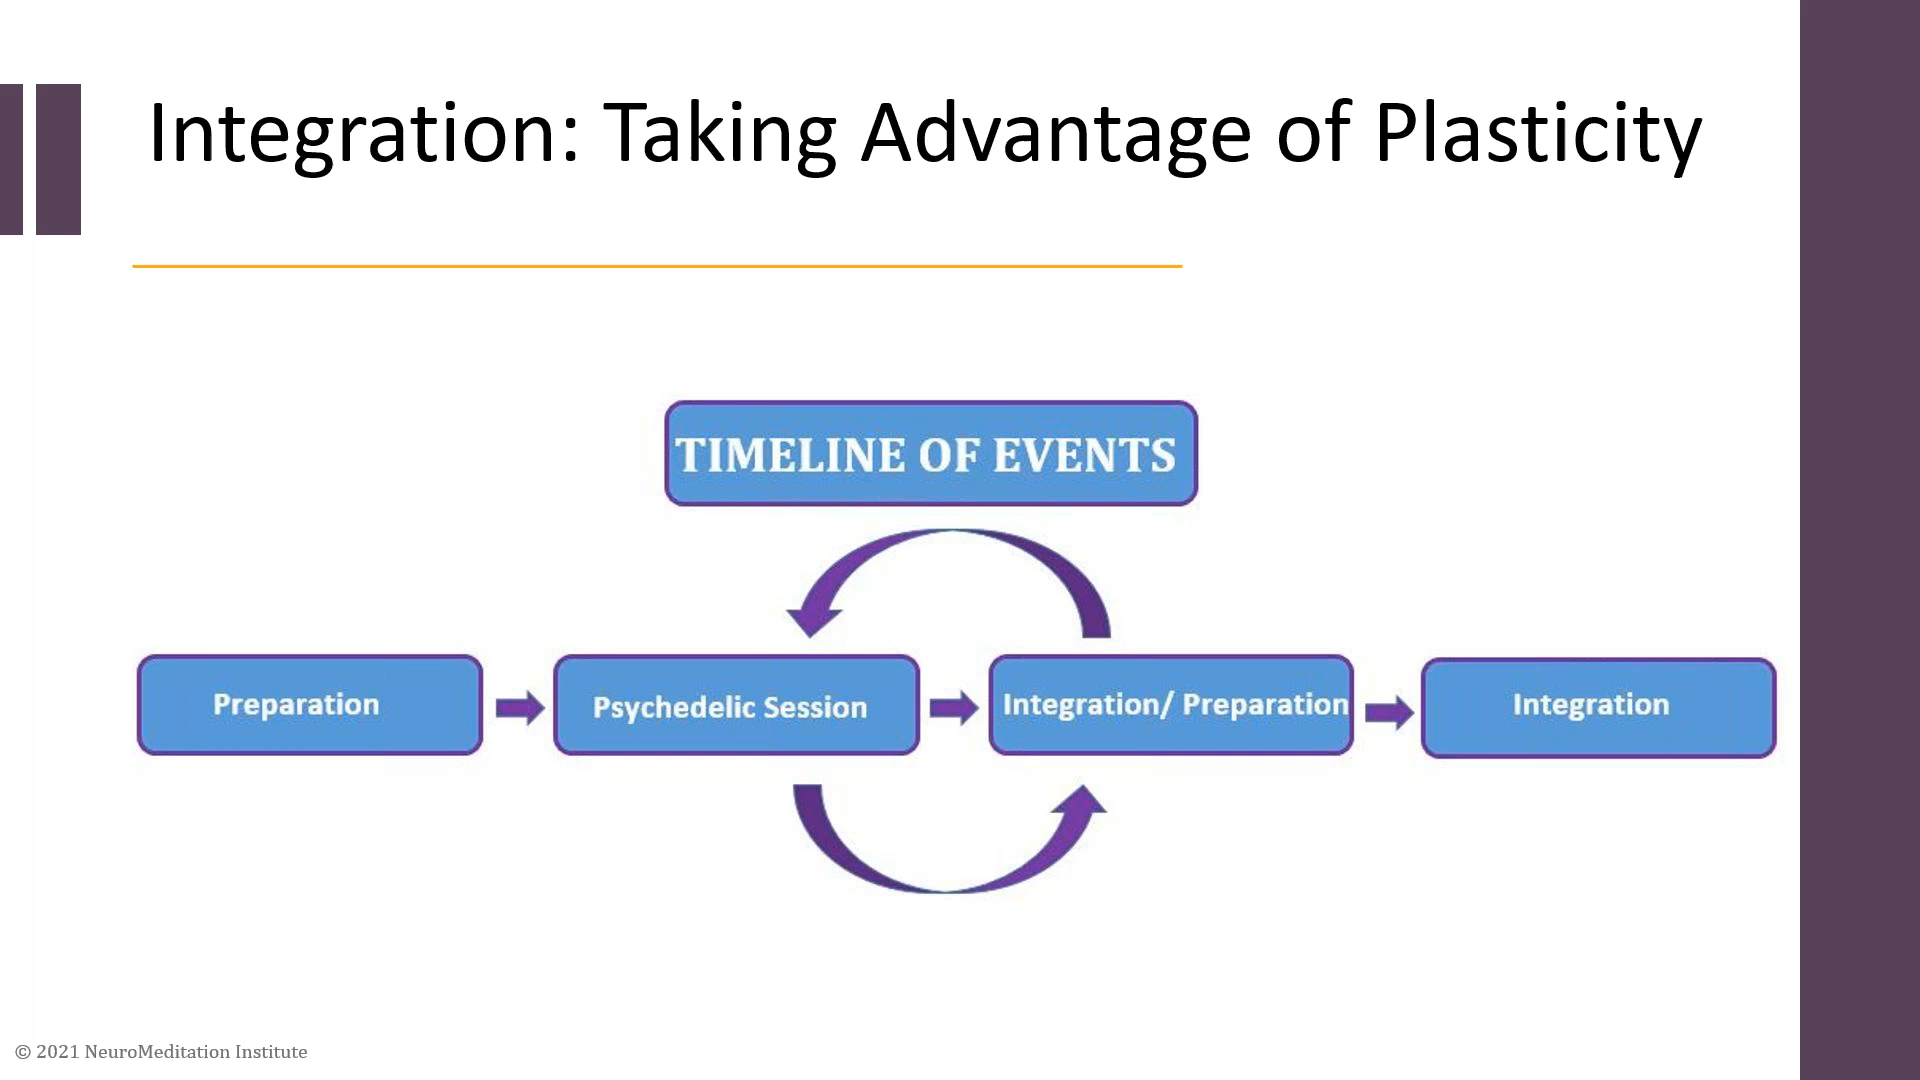 Integration: Taking Advantage of Plasticity
TIMELINE OF EVENTS
Preparation
Psychedelic Session
Integration/ Preparation
Integration
© 2021 NeuroMeditation Institute